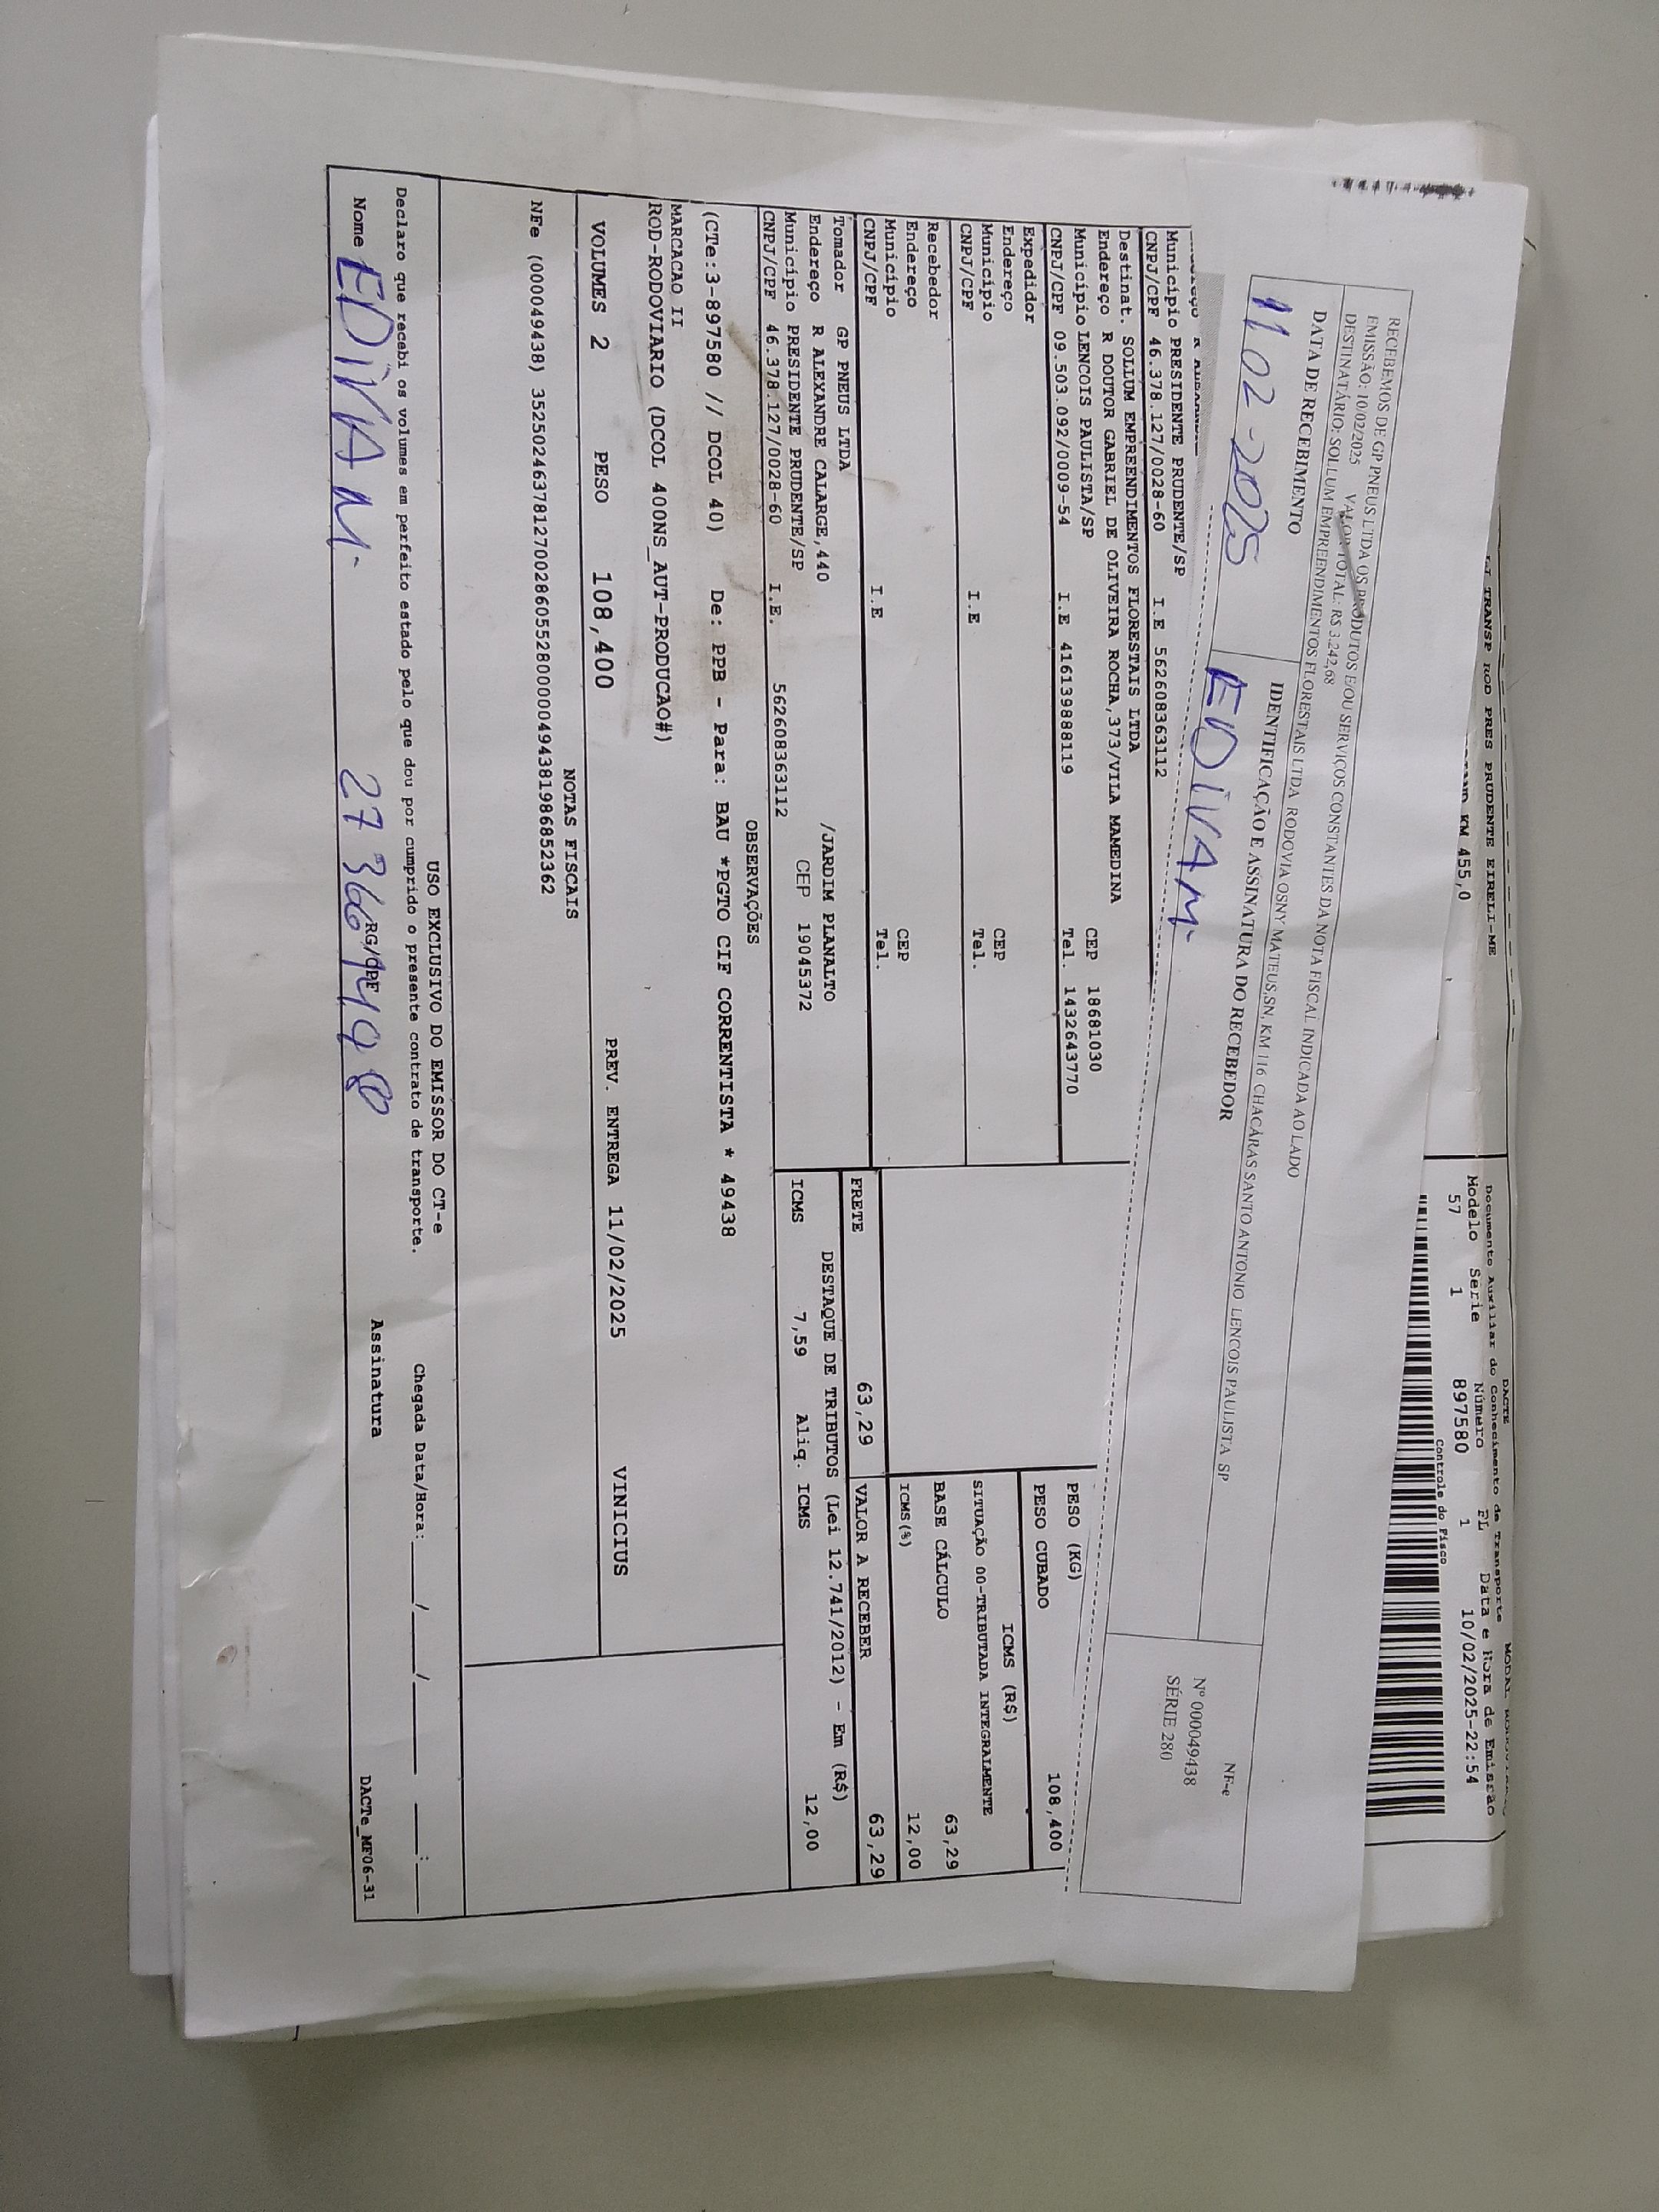 TRANSP ROD PRES PRUDENTE EIRELI-ME
KM 455,0
DACTE
Documento Auxiliar do Conhecimento de Transporte
MODAL
Modelo Serie Número FL Data e Hora de Emissão
57 1 897580 1 10/02/2025-22:54
Controle do Fisco
RECEBEMOS DE GP PNEUS LTDA OS PRODUTOS E/OU SERVIÇOS CONSTANTES DA NOTA FISCAL INDICADA AO LADO
EMISSÃO: 10/02/2025 VALOR TOTAL: R$ 3.242,68
DESTINATÁRIO: SOLLUM EMPREENDIMENTOS FLORESTAIS LTDA RODOVIA OSNY MATEUS,SN, KM 116 CHACÁRAS SANTO ANTONIO LENCOIS PAULISTA SP
DATA DE RECEBIMENTO IDENTIFICAÇÃO E ASSINATURA DO RECEBEDOR
11 02 -2025 EDIVAM.
NF-e
Nº 000049438
SÉRIE 280
Município PRESIDENTE PRUDENTE/SP
CNPJ/CPF 46.378.127/0028-60 I.E 562608363112
Destinat. SOLLUM EMPREENDIMENTOS FLORESTAIS LTDA
Endereço R DOUTOR GABRIEL DE OLIVEIRA ROCHA,373/VILA MAMEDINA
Município LENCOIS PAULISTA/SP CEP 18681030
CNPJ/CPF 09.503.092/0009-54 I.E 416139888119 Tel. 1432643770
Expedidor
Endereço
Município CEP
CNPJ/CPF I.E Tel.
Recebedor
Endereço
Município CEP
CNPJ/CPF I.E Tel.
Tomador GP PNEUS LTDA
Endereço R ALEXANDRE CALARGE,440 /JARDIM PLANALTO
Município PRESIDENTE PRUDENTE/SP CEP 19045372
CNPJ/CPF 46.378.127/0028-60 I.E. 562608363112
PESO (KG)
PESO CUBADO 108,400
ICMS (R$)
SITUAÇÃO 00-TRIBUTADA INTEGRALMENTE
BASE CÁLCULO 63,29
ICMS(%) 12,00
FRETE 63,29 VALOR A RECEBER 63,29
DESTAQUE DE TRIBUTOS (Lei 12.741/2012) - Em (R$)
ICMS 7,59 Aliq. ICMS 12,00
OBSERVAÇÕES
(CTe:3-897580 // DCOL 40) De: PPB - Para: BAU *PGTO CIF CORRENTISTA * 49438
MARCACAO II
ROD-RODOVIARIO (DCOL 400NS_AUT-PRODUCAO#)
VOLUMES 2 PESO 108,400 PREV. ENTREGA 11/02/2025 VINICIUS
NOTAS FISCAIS
NFe (000049438) 35250246378127002860552800000494381986852362
USO EXCLUSIVO DO EMISSOR DO CT-e
Declaro que recebi os volumes em perfeito estado pelo que dou por cumprido o presente contrato de transporte. Chegada Data/Hora:____/____/______ ____:____
Nome EDIVAM. RG/CPF Assinatura
DACTe_MF06-31